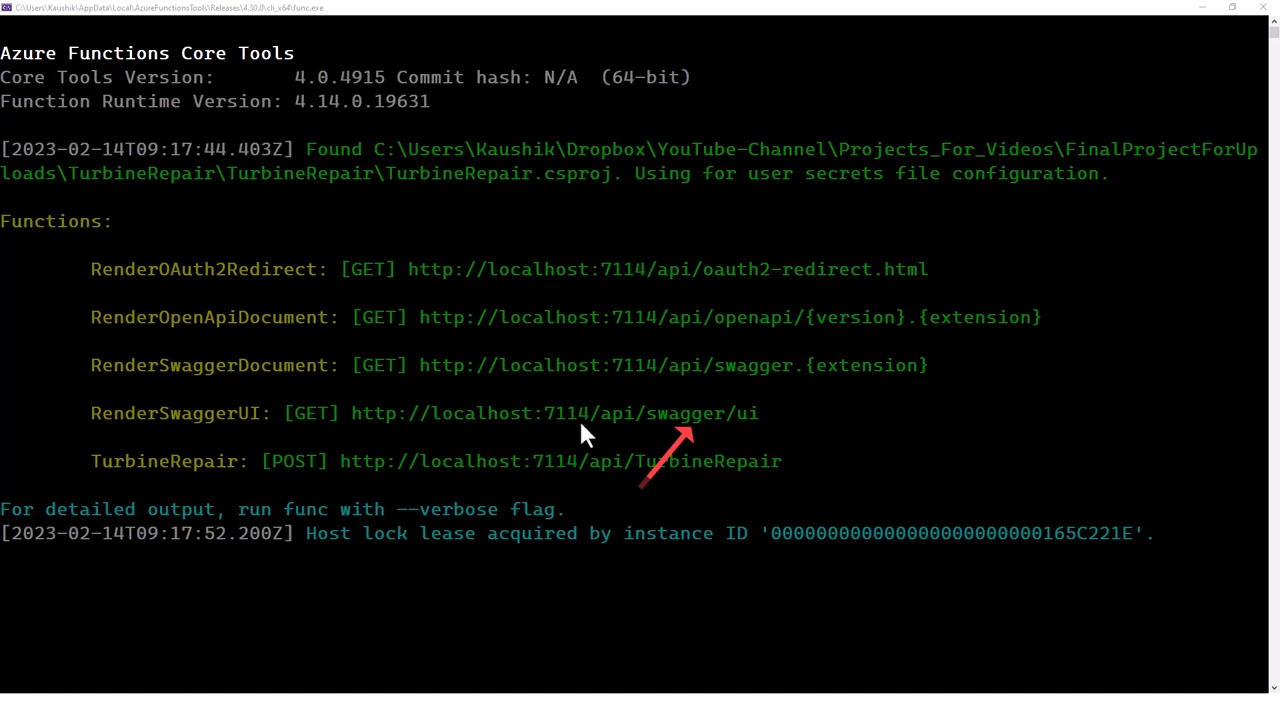 C:\Users\Kaushik\AppData\Local\AzureFunctionsTools\Releases\4.30.0\cli_x64\func.exe
Azure Functions Core Tools
Core Tools Version:       4.0.4915 Commit hash: N/A  (64-bit)
Function Runtime Version: 4.14.0.19631
[2023-02-14T09:17:44.403Z] Found C:\Users\Kaushik\Dropbox\YouTube-Channel\Projects_For_Videos\FinalProjectForUp
loads\TurbineRepair\TurbineRepair\TurbineRepair.csproj. Using for user secrets file configuration.
Functions:
RenderOAuth2Redirect: [GET] http://localhost:7114/api/oauth2-redirect.html
RenderOpenApiDocument: [GET] http://localhost:7114/api/openapi/{version}.{extension}
RenderSwaggerDocument: [GET] http://localhost:7114/api/swagger.{extension}
RenderSwaggerUI: [GET] http://localhost:7114/api/swagger/ui
TurbineRepair: [POST] http://localhost:7114/api/TurbineRepair
For detailed output, run func with --verbose flag.
[2023-02-14T09:17:52.200Z] Host lock lease acquired by instance ID '000000000000000000000000165C221E'.